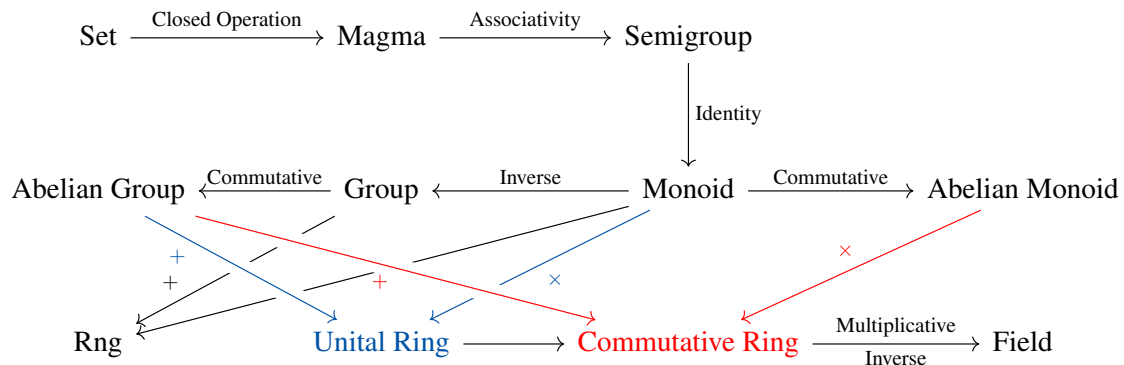 Set
Closed Operation
Magma
Associativity
Semigroup
Identity
Abelian Group
Commutative
Group
Inverse
Monoid
Commutative
Abelian Monoid
+
+
+
×
×
Rng
Unital Ring
Commutative Ring
Multiplicative
Inverse
Field